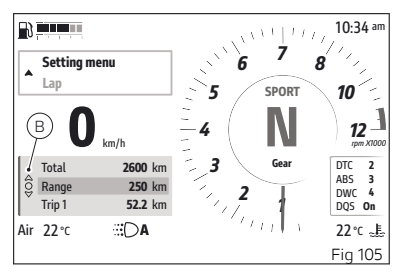 10:34 am
Setting menu
Lap
B
0 km/h
Total 2600 km
Range 250 km
Trip 1 52.2 km
Air 22 °C
A
1
2
3
4
5
6
7
8
10
12
rpm X1000
SPORT
N
Gear
DTC 2
ABS 3
DWC 4
DQS On
22 °C
Fig 105